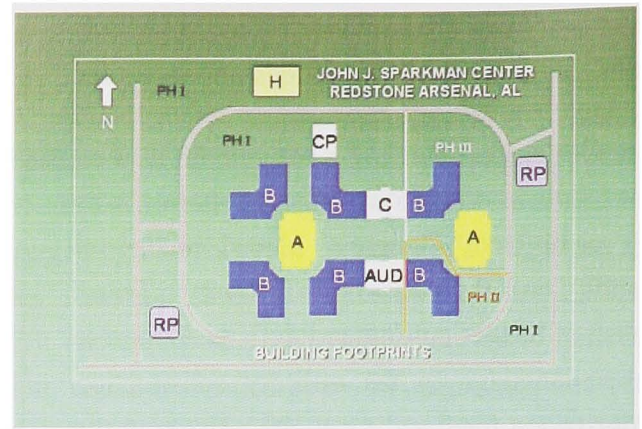 H
JOHN J. SPARKMAN CENTER
REDSTONE ARSENAL, AL
N
PH I
PH I
CP
PH III
RP
B
B
C
B
A
A
B
B
AUD
B
PH II
RP
PH I
BUILDING FOOTPRINTS